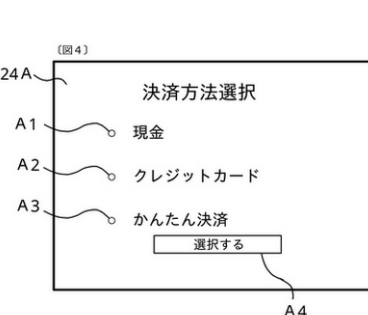 〔図4〕
24A
決済方法選択
A1 現金
A2 クレジットカード
A3 かんたん決済
選択する
A4